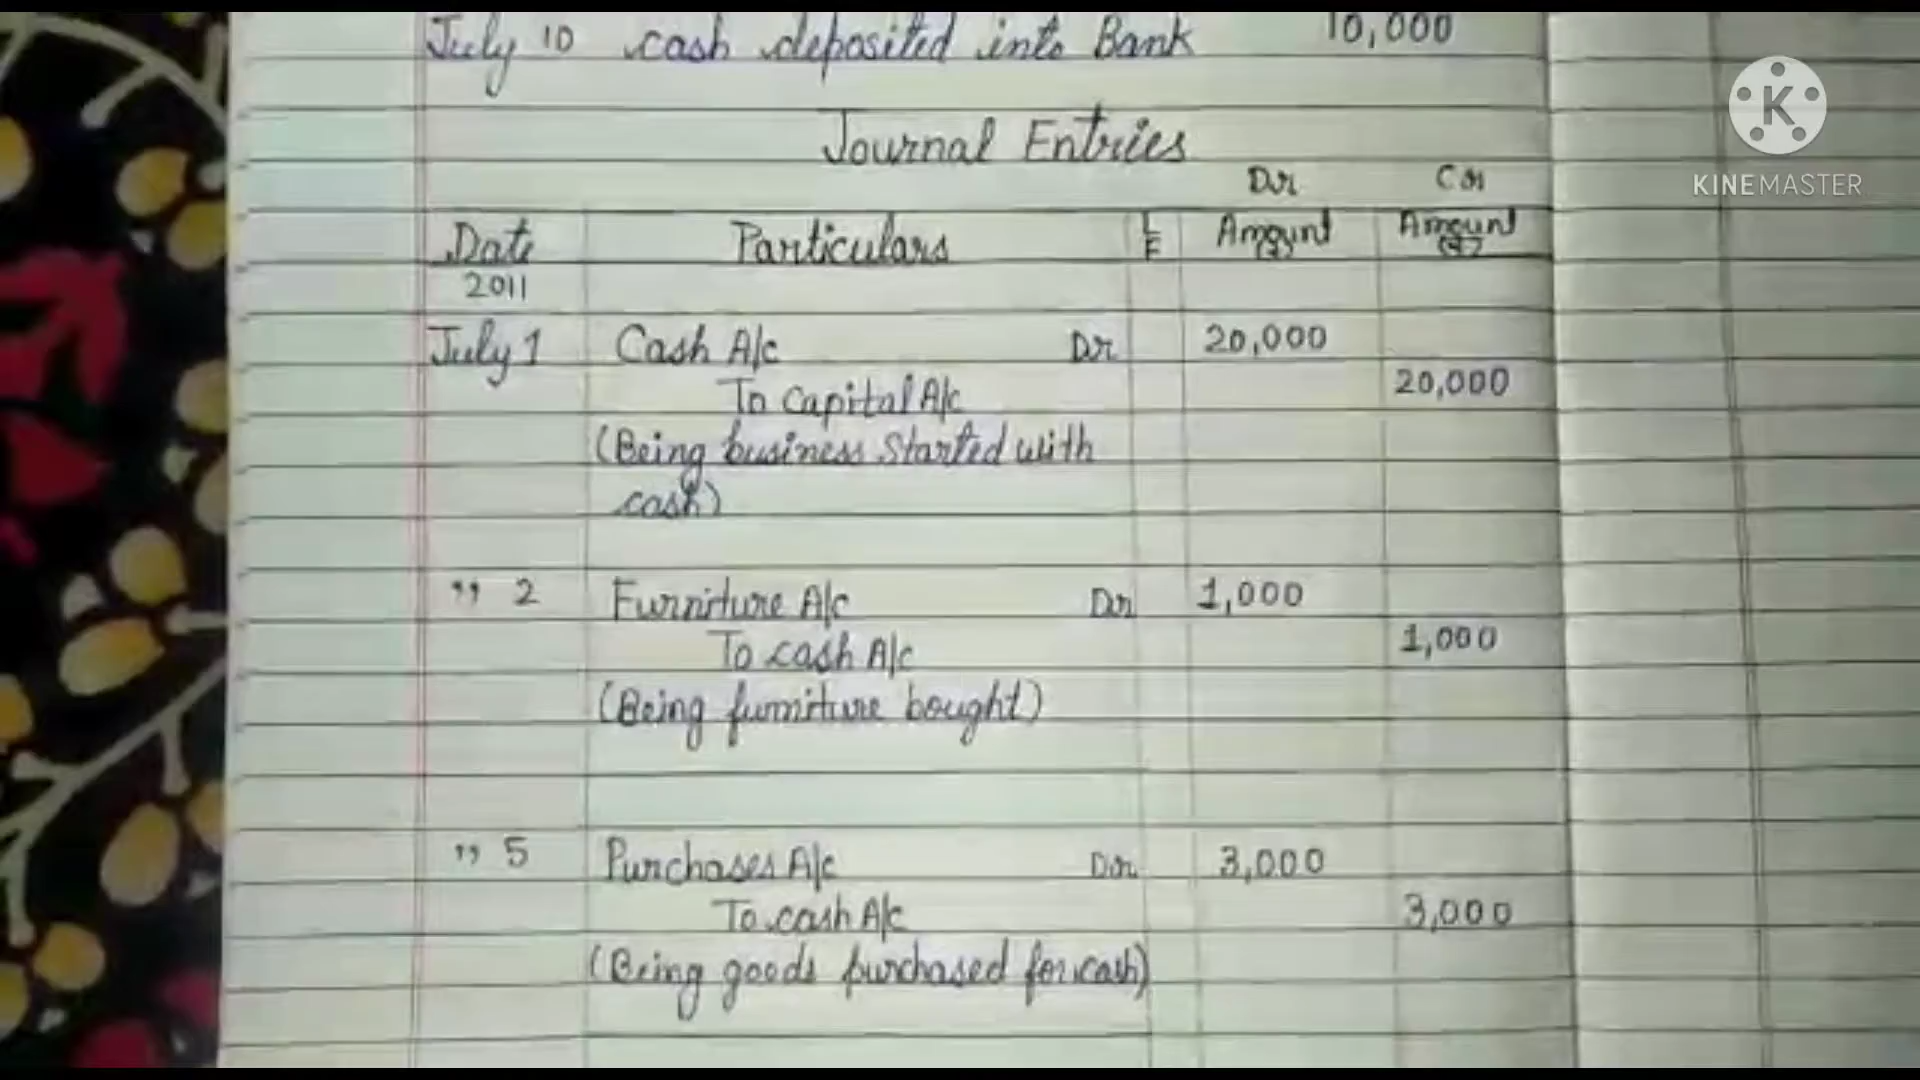 July 10 cash deposited into Bank 10,000
Journal Entries
Dr Cr
Date Particulars L Amount Amount
F (₹) (₹)
2011
July 1 Cash A/c Dr 20,000
To Capital A/c 20,000
(Being business Started with
cash)
” 2 Furniture A/c Dr 1,000
To cash A/c 1,000
(Being furniture bought)
” 5 Purchases A/c Dr 3,000
To cash A/c 3,000
(Being goods purchased for cash)
K
KINEMASTER